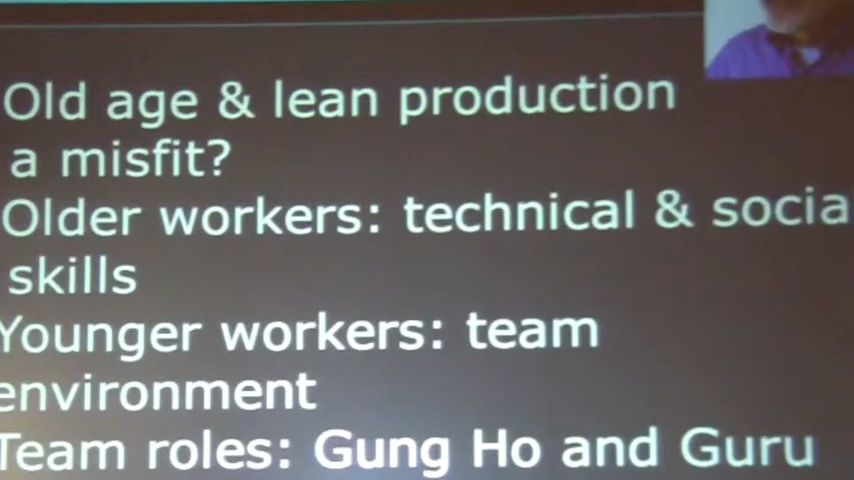 Old age & lean production
a misfit?
Older workers: technical & socia
skills
Younger workers: team
environment
Team roles: Gung Ho and Guru